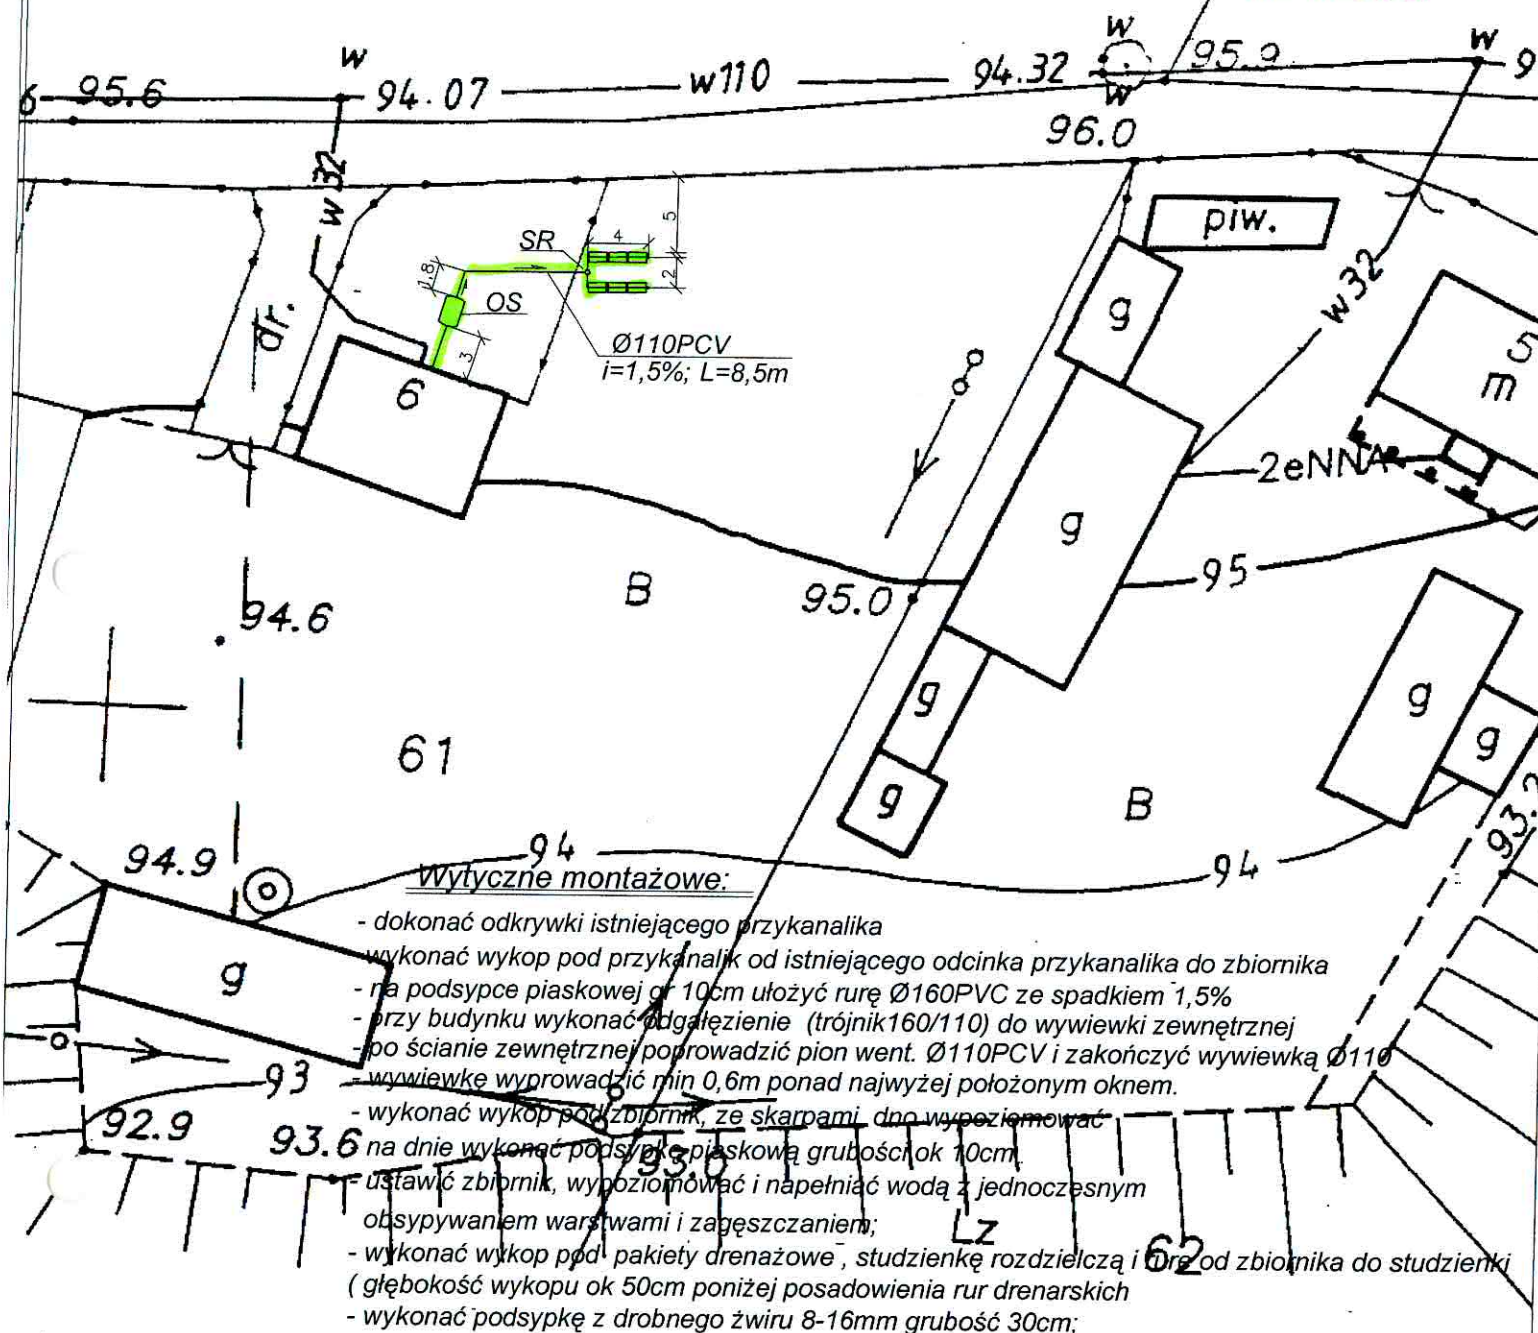 w
w
w
6
95.6
94.07
w110
94.32
95.9
9
w
96.0
w 32
piw.
SR
4
5
2
1,8
OS
3
g
w32
dr.
Ø110PCV
i=1,5%; L=8,5m
6
5
m
2eNNA
g
95
B
95.0
94.6
g
g
g
61
g
B
93.2
94
94.9
94
Wytyczne montażowe:
- dokonać odkrywki istniejącego przykanalika
- wykonać wykop pod przykanalik od istniejącego odcinka przykanalika do zbiornika
g
- na podsypce piaskowej gr 10cm ułożyć rurę Ø160PVC ze spadkiem 1,5%
- przy budynku wykonać odgałęzienie (trójnik160/110) do wywiewki zewnętrznej
- po ścianie zewnętrznej poprowadzić pion went. Ø110PCV i zakończyć wywiewką Ø110
93
- wywiewkę wyprowadzić min 0,6m ponad najwyżej położonym oknem.
- wykonać wykop pod zbiornik, ze skarpami, dno wypoziomować
92.9
93.6
na dnie wykonać podsypkę piaskową grubości ok 10cm
93.0
- ustawić zbiornik, wypoziomować i napełniać wodą z jednoczesnym
obsypywaniem warstwami i zagęszczaniem;
Lz
62
- wykonać wykop pod pakiety drenażowe , studzienkę rozdzielczą i rurę od zbiornika do studzienki
( głębokość wykopu ok 50cm poniżej posadowienia rur drenarskich
- wykonać podsypkę z drobnego żwiru 8-16mm grubość 30cm;